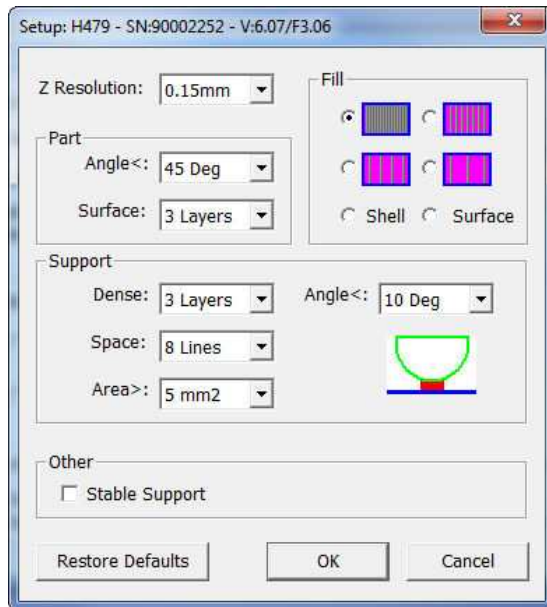 Setup: H479 - SN:90002252 - V:6.07/F3.06
Z Resolution: 0.15mm
Fill
Part
Angle<: 45 Deg
Surface: 3 Layers
Shell Surface
Support
Dense: 3 Layers Angle<: 10 Deg
Space: 8 Lines
Area>: 5 mm2
Other
Stable Support
Restore Defaults OK Cancel